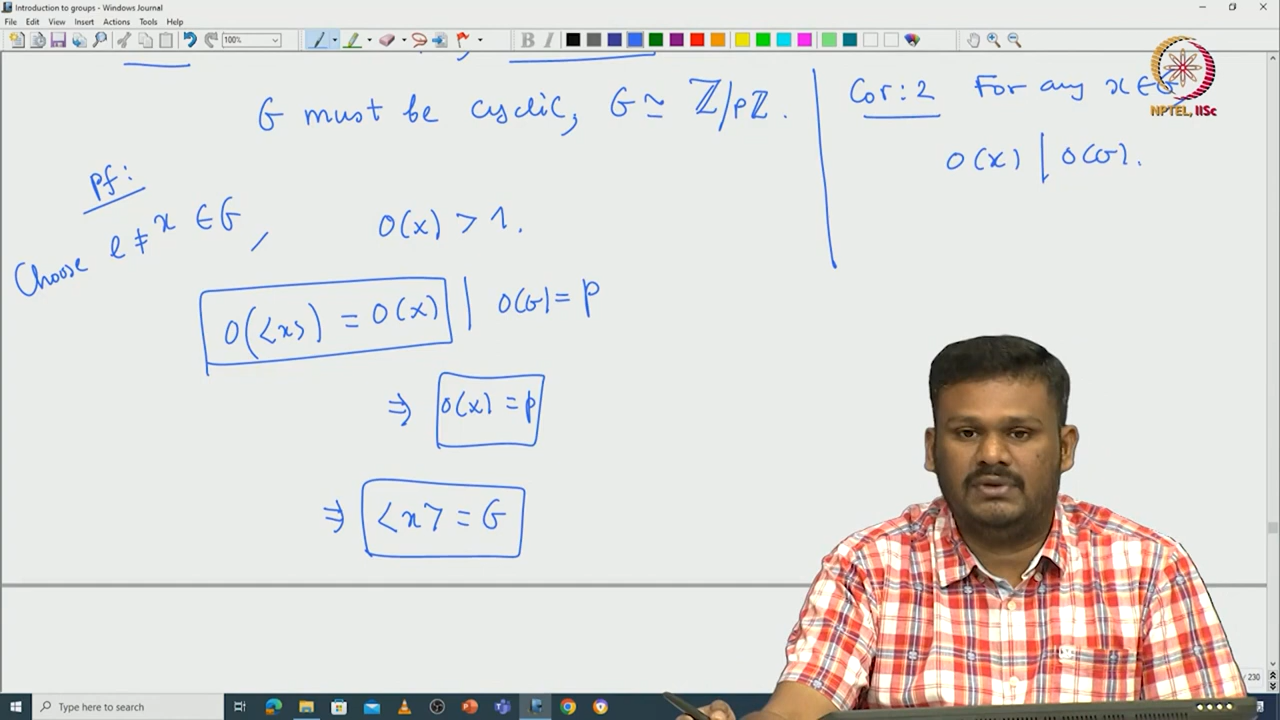 Introduction to groups - Windows Journal
File Edit View Insert Actions Tools Help
100% B I
G must be cyclic, G ≃ ℤ/pℤ.
Cor: 2 For any x ∈ G
o(x) | o(G).
NPTEL, IISc
pf:
Choose e ≠ x ∈ G, o(x) > 1.
o(<x>) = o(x) | o(G) = p
⇒ o(x) = p
⇒ <x> = G
230
Type here to search